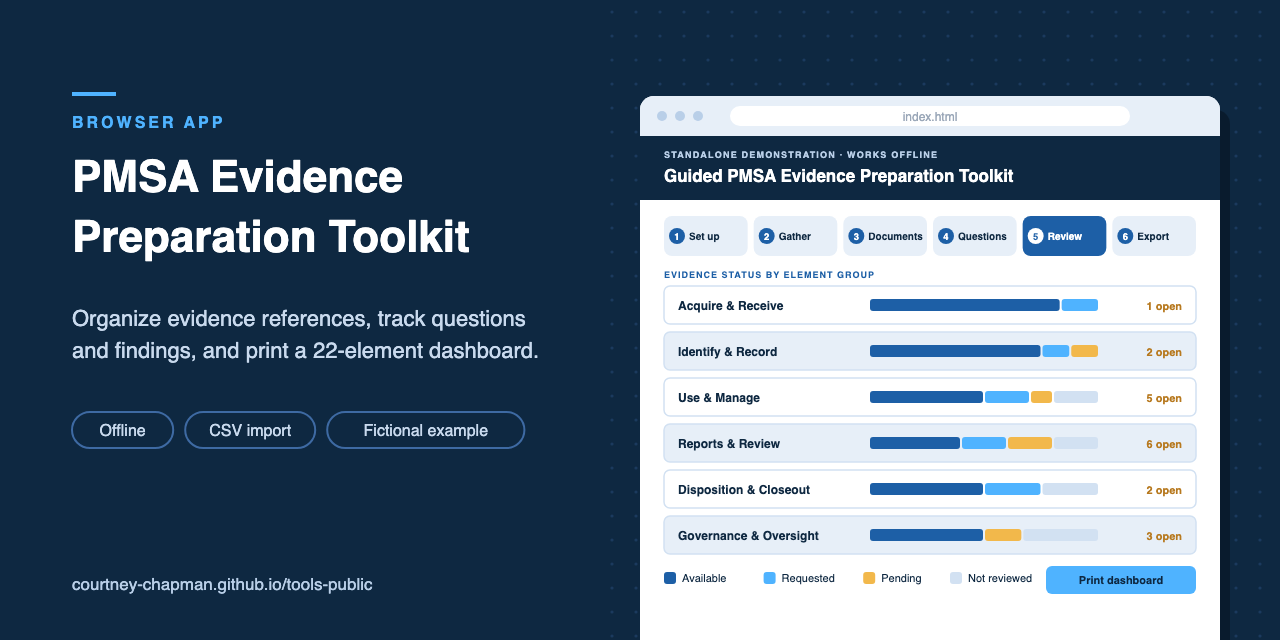 BROWSER APP
PMSA Evidence
Preparation Toolkit
Organize evidence references, track questions
and findings, and print a 22-element dashboard.
Offline
CSV import
Fictional example
courtney-chapman.github.io/tools-public
index.html
STANDALONE DEMONSTRATION · WORKS OFFLINE
Guided PMSA Evidence Preparation Toolkit
1 Set up
2 Gather
3 Documents
4 Questions
5 Review
6 Export
EVIDENCE STATUS BY ELEMENT GROUP
Acquire & Receive 1 open
Identify & Record 2 open
Use & Manage 5 open
Reports & Review 6 open
Disposition & Closeout 2 open
Governance & Oversight 3 open
Available Requested Pending Not reviewed
Print dashboard